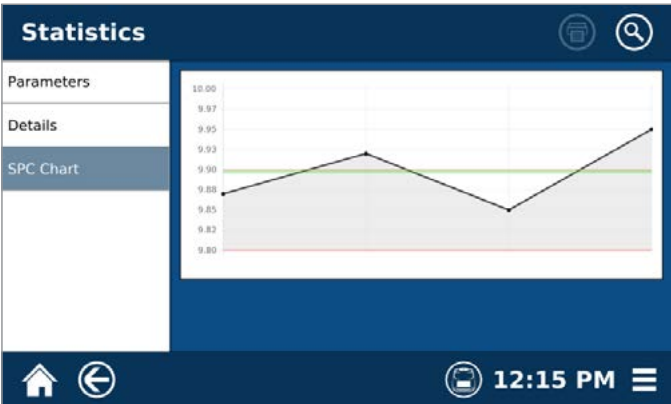 Statistics
Parameters
Details
SPC Chart
10.00
9.97
9.95
9.93
9.90
9.88
9.85
9.82
9.80
12:15 PM